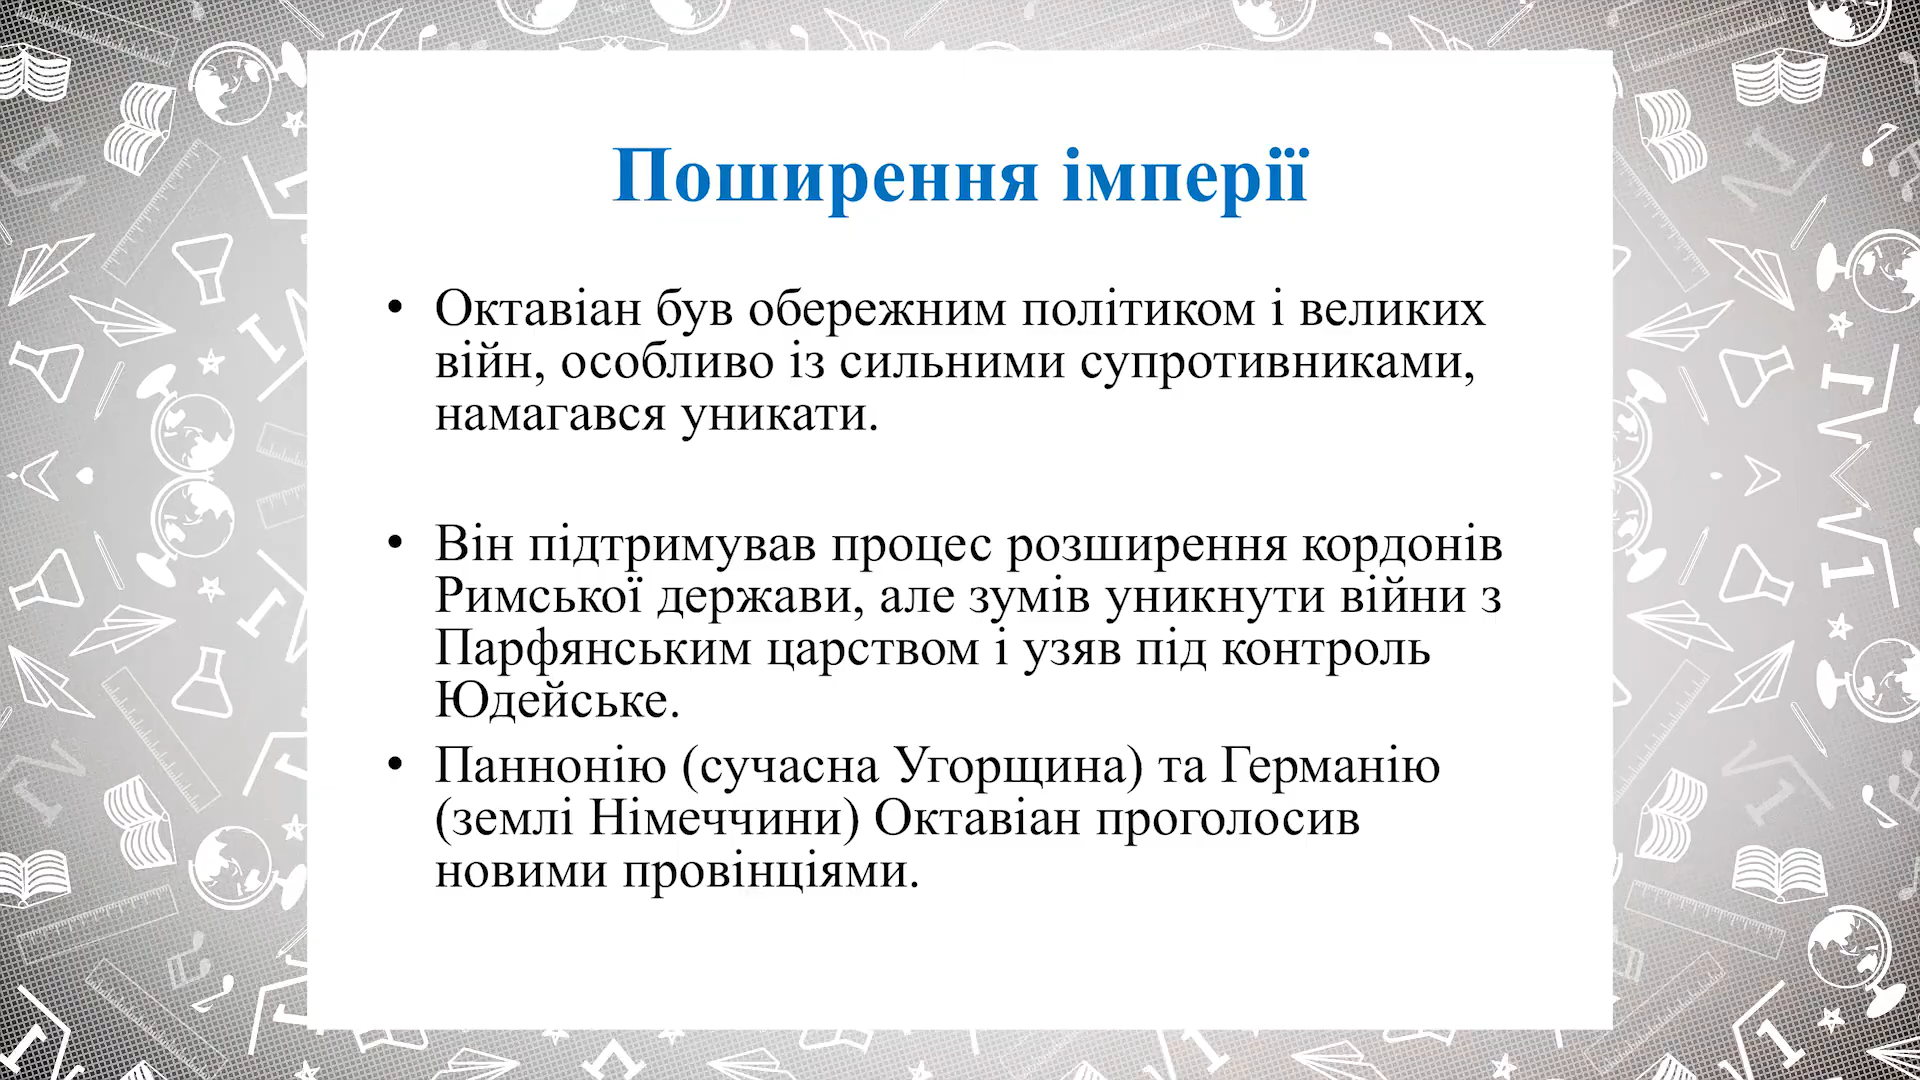 Поширення імперії
• Октавіан був обережним політиком і великих
війн, особливо із сильними супротивниками,
намагався уникати.
• Він підтримував процес розширення кордонів
Римської держави, але зумів уникнути війни з
Парфянським царством і узяв під контроль
Юдейське.
• Паннонію (сучасна Угорщина) та Германію
(землі Німеччини) Октавіан проголосив
новими провінціями.